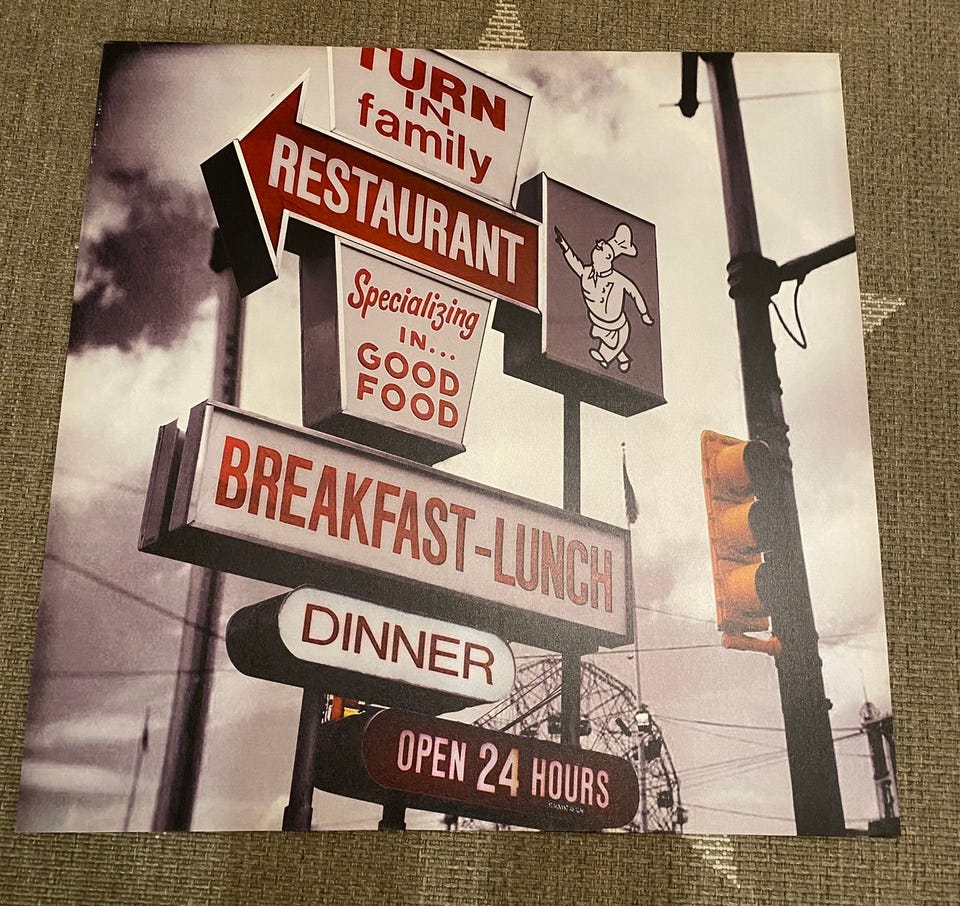 TURN
IN
family
RESTAURANT
Specializing
IN...
GOOD
FOOD
BREAKFAST-LUNCH
DINNER
OPEN 24 HOURS